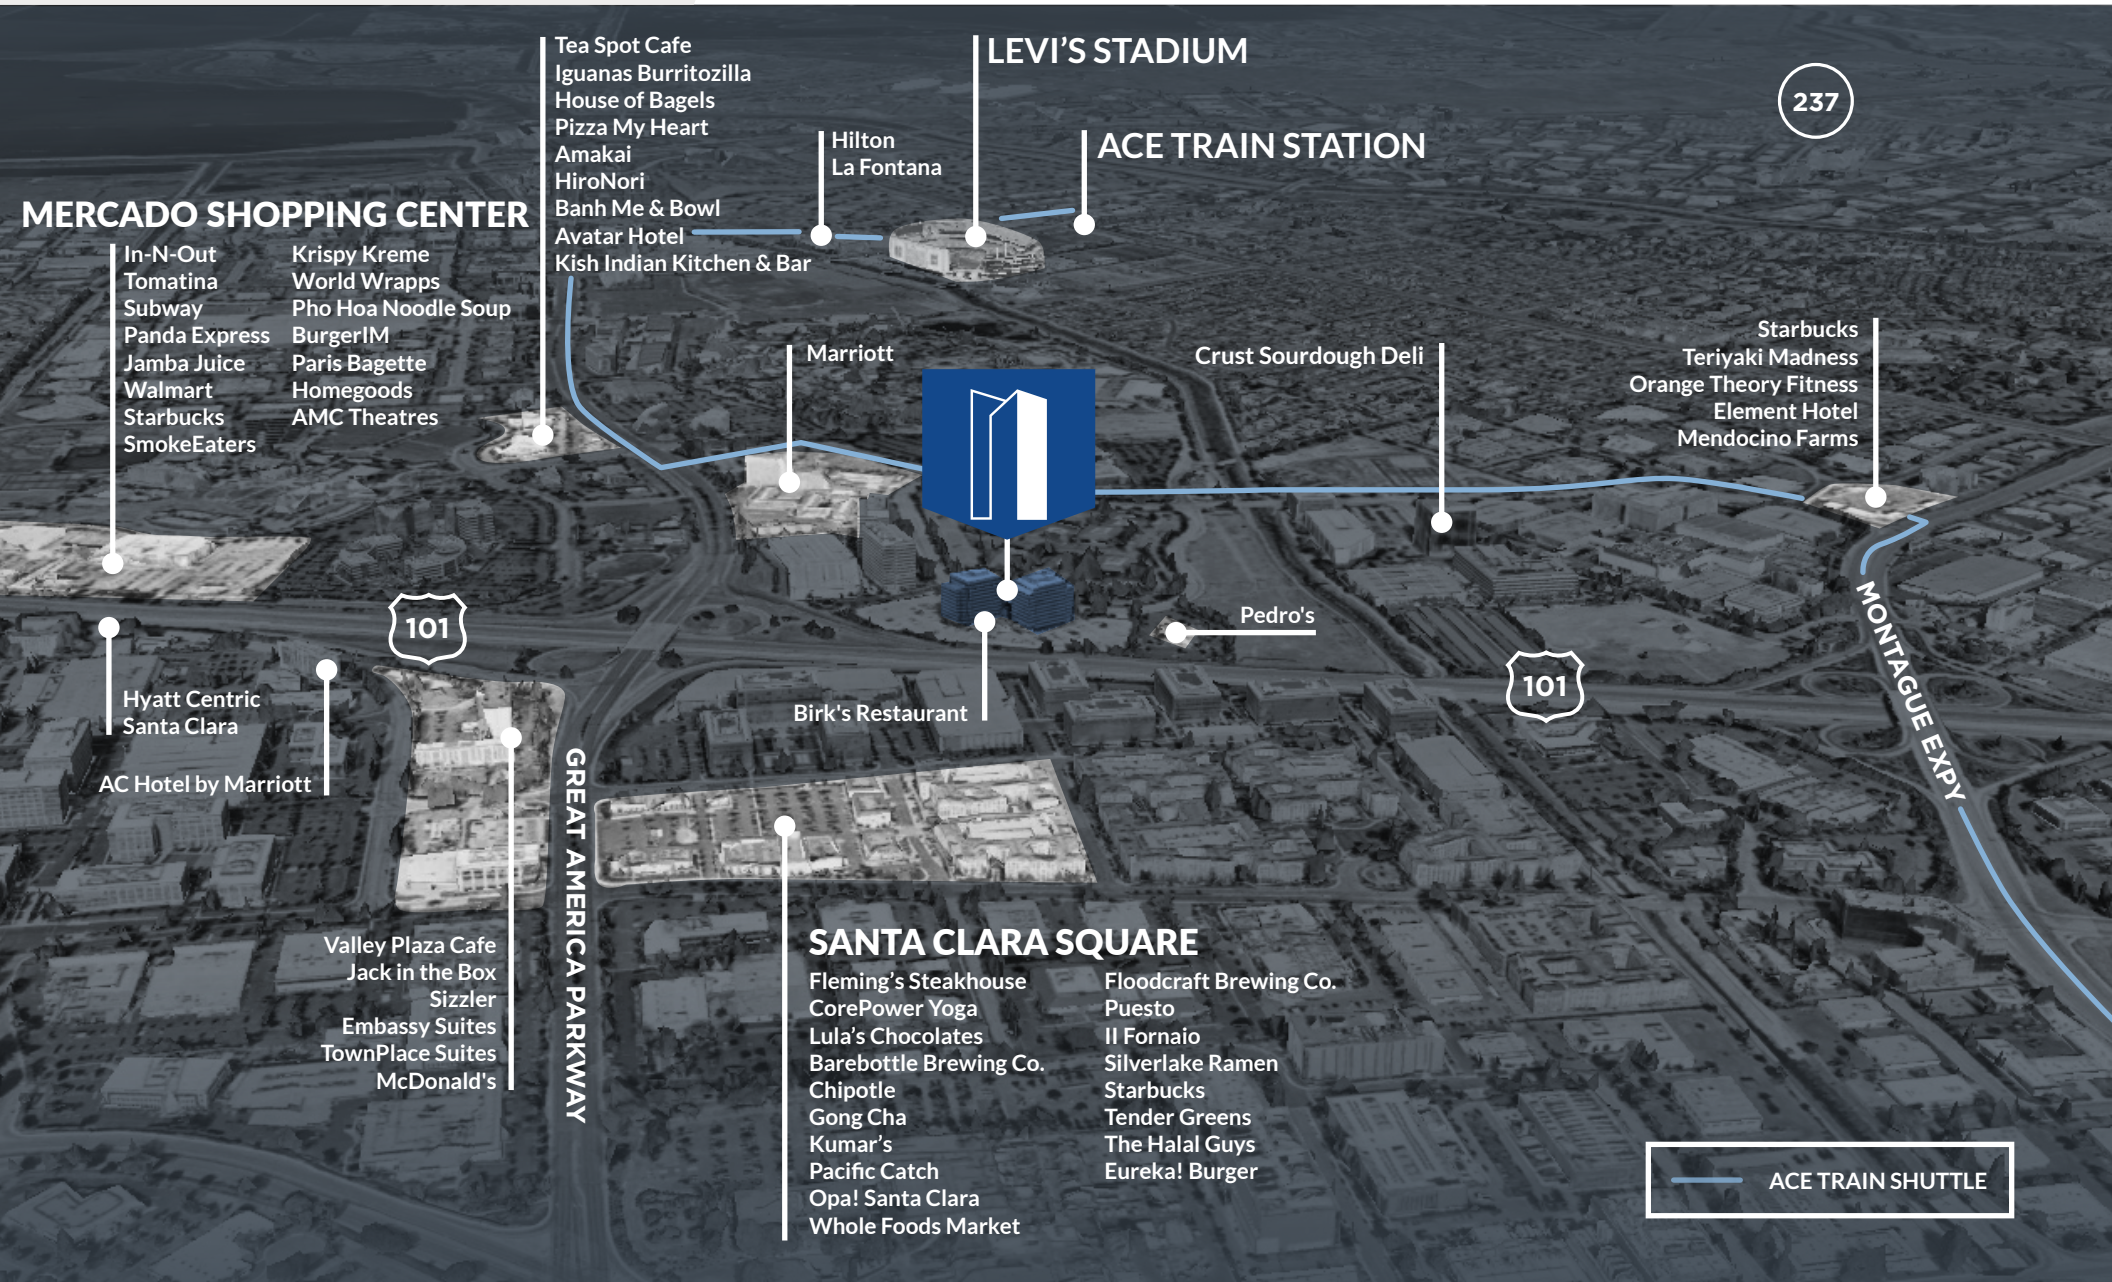 Tea Spot Cafe
Iguanas Burritozilla
House of Bagels
Pizza My Heart
Amakai
HiroNori
Banh Me & Bowl
Avatar Hotel
Kish Indian Kitchen & Bar
LEVI'S STADIUM
237
Hilton
La Fontana
ACE TRAIN STATION
MERCADO SHOPPING CENTER
In-N-Out
Tomatina
Subway
Panda Express
Jamba Juice
Walmart
Starbucks
SmokeEaters
Krispy Kreme
World Wrapps
Pho Hoa Noodle Soup
BurgerIM
Paris Bagette
Homegoods
AMC Theatres
Marriott
Crust Sourdough Deli
Starbucks
Teriyaki Madness
Orange Theory Fitness
Element Hotel
Mendocino Farms
101
Pedro's
101
MONTAGUE EXPY
Hyatt Centric
Santa Clara
AC Hotel by Marriott
Birk's Restaurant
GREAT AMERICA PARKWAY
Valley Plaza Cafe
Jack in the Box
Sizzler
Embassy Suites
TownPlace Suites
McDonald's
SANTA CLARA SQUARE
Fleming's Steakhouse
CorePower Yoga
Lula's Chocolates
Barebottle Brewing Co.
Chipotle
Gong Cha
Kumar's
Pacific Catch
Opa! Santa Clara
Whole Foods Market
Floodcraft Brewing Co.
Puesto
Il Fornaio
Silverlake Ramen
Starbucks
Tender Greens
The Halal Guys
Eureka! Burger
ACE TRAIN SHUTTLE